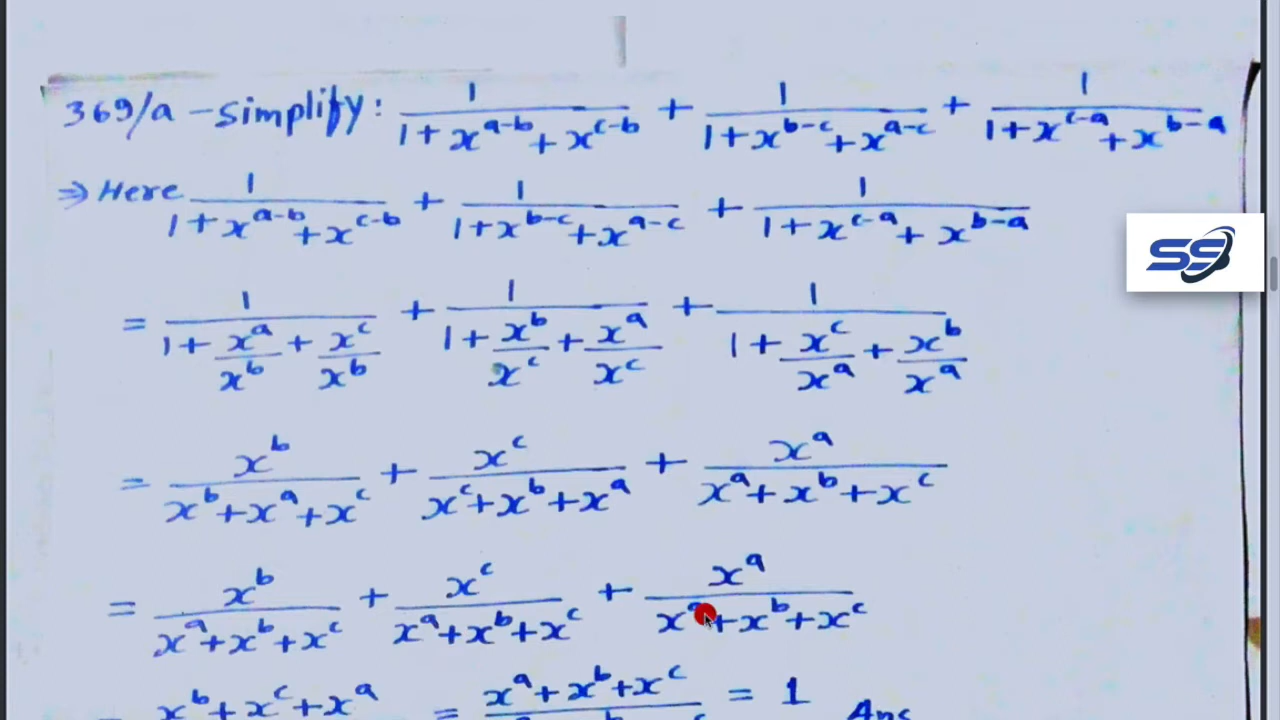 369/a - Simplify: 1/(1+x^(a-b)+x^(c-b)) + 1/(1+x^(b-c)+x^(a-c)) + 1/(1+x^(c-a)+x^(b-a))
⇒ Here 1/(1+x^(a-b)+x^(c-b)) + 1/(1+x^(b-c)+x^(a-c)) + 1/(1+x^(c-a)+x^(b-a))
SS
= 1/(1+x^a/x^b+x^c/x^b) + 1/(1+x^b/x^c+x^a/x^c) + 1/(1+x^c/x^a+x^b/x^a)
= x^b/(x^b+x^a+x^c) + x^c/(x^c+x^b+x^a) + x^a/(x^a+x^b+x^c)
= x^b/(x^a+x^b+x^c) + x^c/(x^a+x^b+x^c) + x^a/(x^a+x^b+x^c)
= x^b+x^c+x^a = x^a+x^b+x^c = 1 Ans